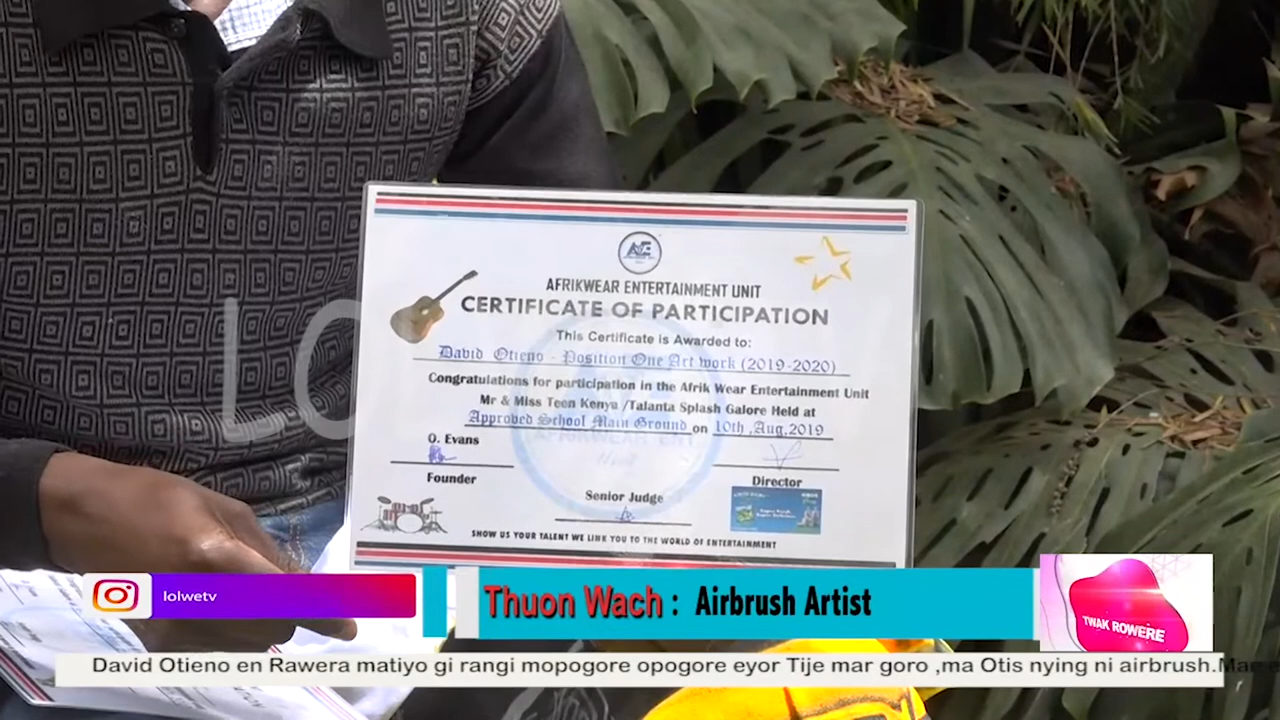 AE
AFRIKWEAR ENTERTAINMENT UNIT
CERTIFICATE OF PARTICIPATION
This Certificate is Awarded to:
David Otieno - Position One Art work (2019-2020)
Congratulations for participation in the Afrik Wear Entertainment Unit
Mr & Miss Teen Kenya /Talanta Splash Galore Held at
Approved School Main Ground on 10th ,Aug,2019
O. Evans
Founder
Director
Senior Judge
SHOW US YOUR TALENT WE LINK YOU TO THE WORLD OF ENTERTAINMENT
LO
lolwetv
Thuon Wach : Airbrush Artist
TWAK ROWERE
David Otieno en Rawera matiyo gi rangi mopogore opogore eyor Tije mar goro ,ma Otis nying ni airbrush.